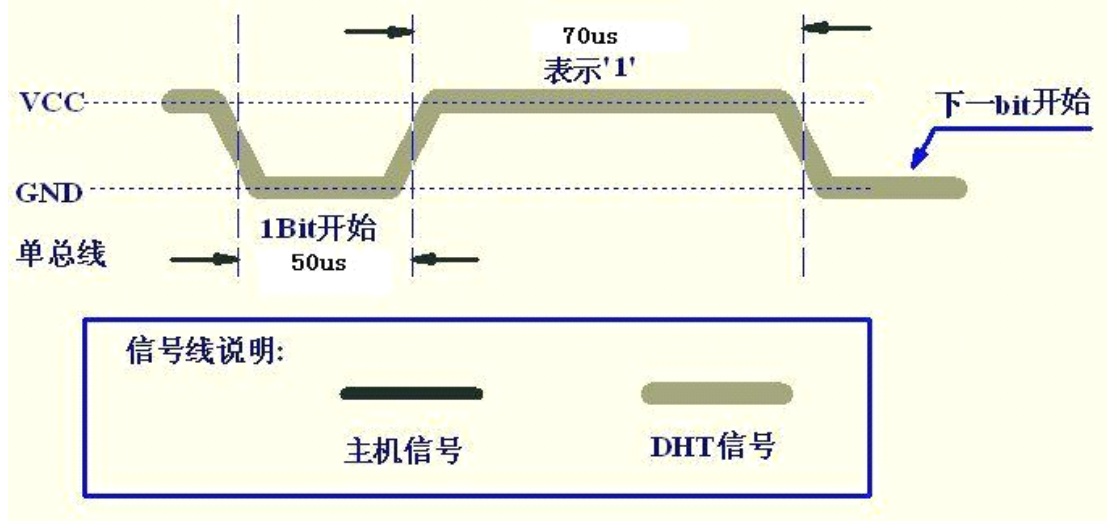 70us
表示'1'
VCC
下一bit开始
GND
1Bit开始
单总线
50us
信号线说明:
主机信号
DHT信号